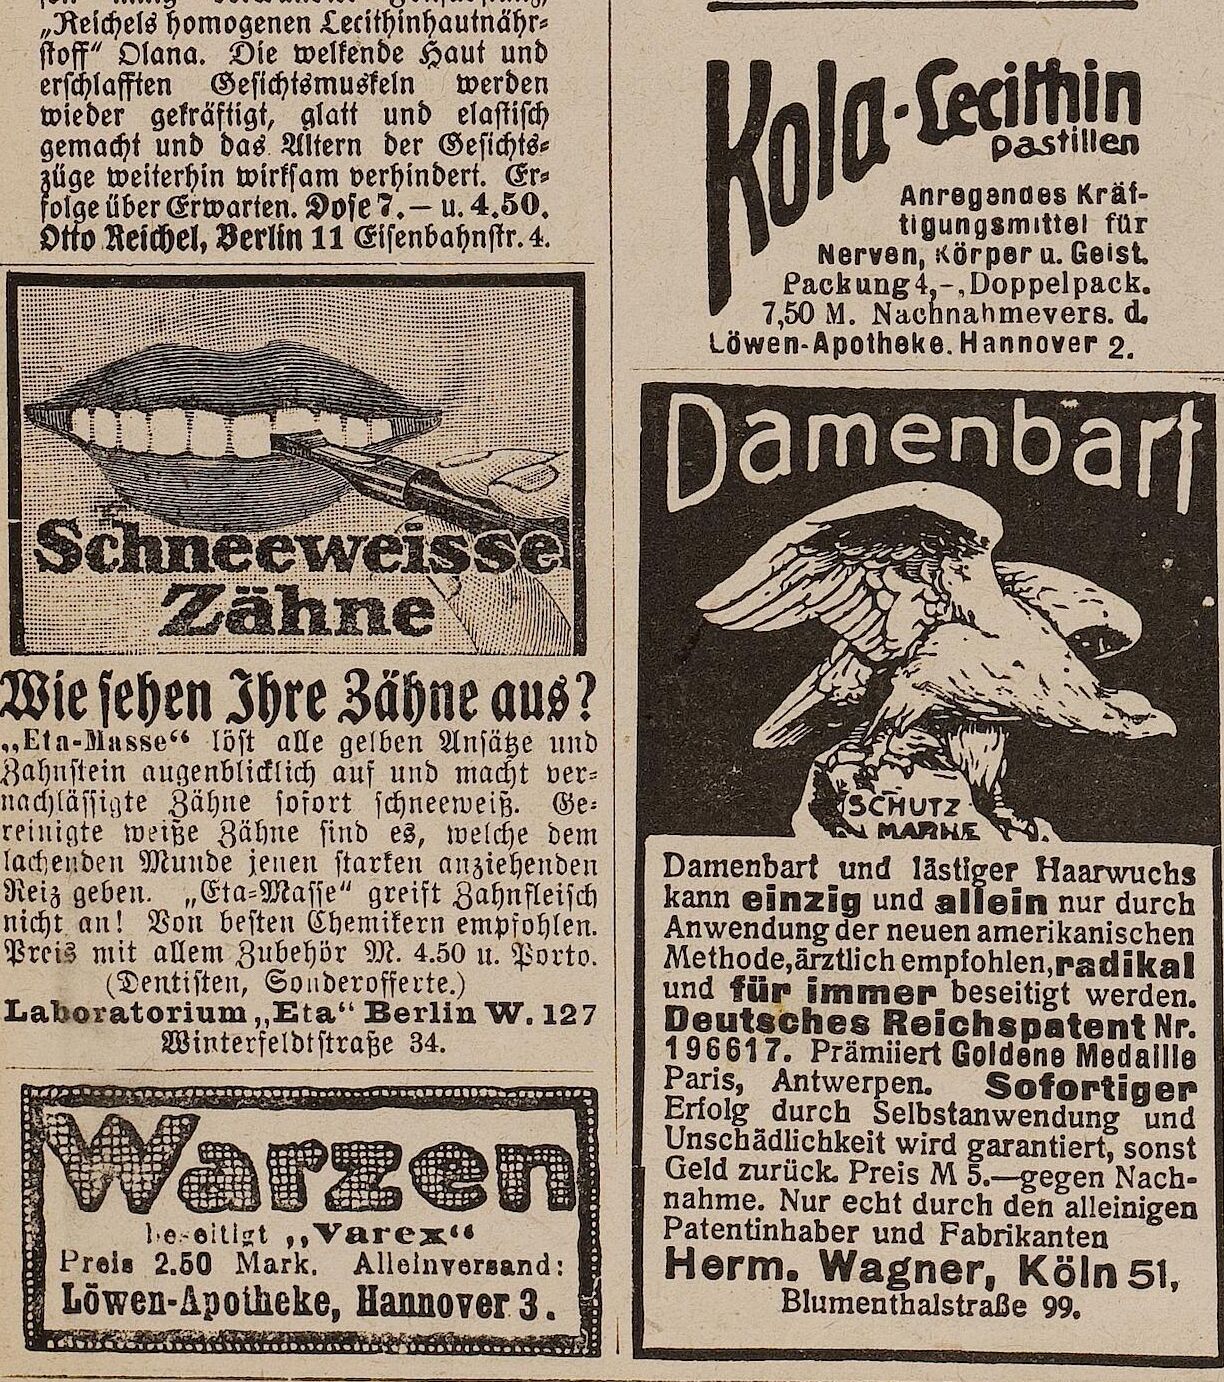 „Reichels homogenen Lecithinhautnähr-
stoff“ Olana. Die welkende Haut und
erschlafften Gesichtsmuskeln werden
wieder gekräftigt, glatt und elastisch
gemacht und das Altern der Gesichts-
züge weiterhin wirksam verhindert. Er-
folge über Erwarten. Dose 7.— u. 4.50.
Otto Reichel, Berlin 11 Eisenbahnstr. 4.
Schneeweisse
Zähne
Wie sehen Ihre Zähne aus?
„Eta-Masse“ löst alle gelben Ansätze und
Zahnstein augenblicklich auf und macht ver-
nachlässigte Zähne sofort schneeweiß. Ge-
reinigte weiße Zähne sind es, welche dem
lachenden Munde jenen starken anziehenden
Reiz geben. „Eta-Masse“ greift Zahnfleisch
nicht an! Von besten Chemikern empfohlen.
Preis mit allem Zubehör M. 4.50 u. Porto.
(Dentisten, Sonderofferte.)
Laboratorium „Eta“ Berlin W. 127
Winterfeldtstraße 34.
Warzen
beseitigt „Varex“
Preis 2.50 Mark. Alleinversand:
Löwen-Apotheke, Hannover 3.
Kola-Lecithin
Pastillen
Anregendes Kräf-
tigungsmittel für
Nerven, Körper u. Geist.
Packung 4,-, Doppelpack.
7,50 M. Nachnahmevers. d.
Löwen-Apotheke. Hannover 2.
Damenbart
SCHUTZ
MARKE
Damenbart und lästiger Haarwuchs
kann einzig und allein nur durch
Anwendung der neuen amerikanischen
Methode, ärztlich empfohlen, radikal
und für immer beseitigt werden.
Deutsches Reichspatent Nr.
196617. Prämiiert Goldene Medaille
Paris, Antwerpen. Sofortiger
Erfolg durch Selbstanwendung und
Unschädlichkeit wird garantiert, sonst
Geld zurück. Preis M 5.—gegen Nach-
nahme. Nur echt durch den alleinigen
Patentinhaber und Fabrikanten
Herm. Wagner, Köln 51,
Blumenthalstraße 99.